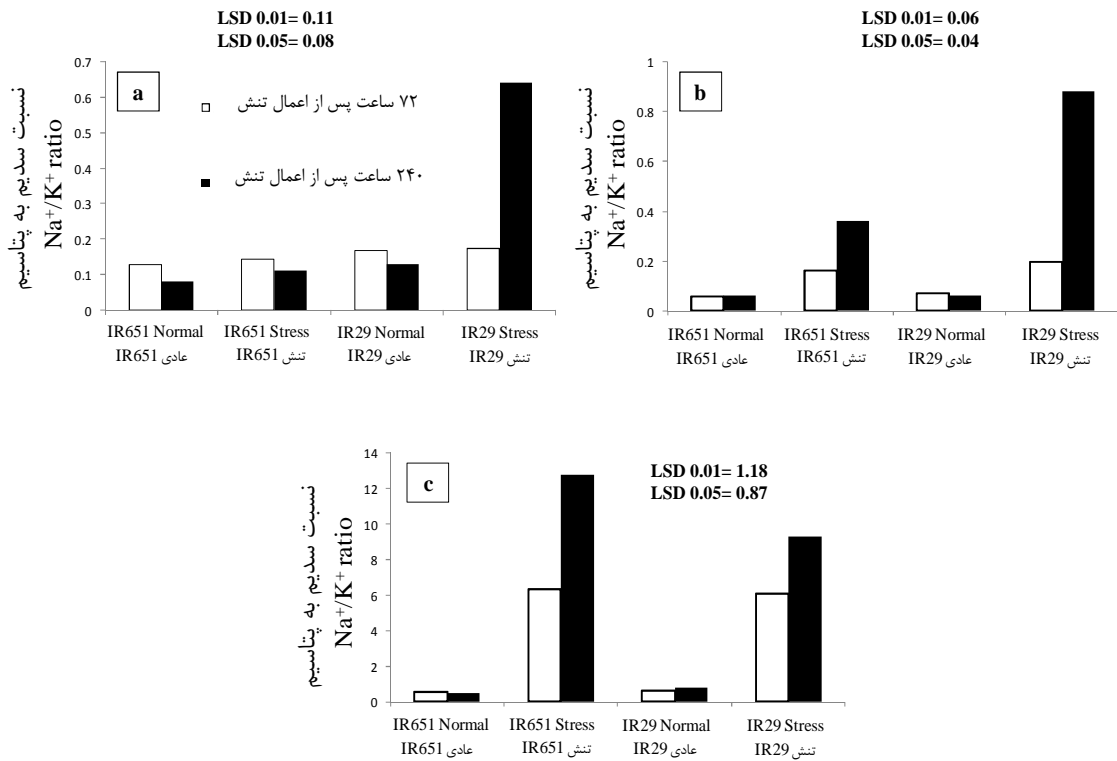 LSD 0.01= 0.11
LSD 0.05= 0.08
a
۷۲ ساعت پس از اعمال تنش
۲۴۰ ساعت پس از اعمال تنش
نسبت سدیم به پتاسیم
Na⁺/K⁺ ratio
0.7
0.6
0.5
0.4
0.3
0.2
0.1
0
IR651 Normal IR651 Stress IR29 Normal IR29 Stress
عادی IR651 تنش IR651 عادی IR29 تنش IR29
LSD 0.01= 0.06
LSD 0.05= 0.04
b
نسبت سدیم به پتاسیم
Na⁺/K⁺ ratio
1
0.8
0.6
0.4
0.2
0
IR651 Normal IR651 Stress IR29 Normal IR29 Stress
عادی IR651 تنش IR651 عادی IR29 تنش IR29
c
LSD 0.01= 1.18
LSD 0.05= 0.87
نسبت سدیم به پتاسیم
Na⁺/K⁺ ratio
14
12
10
8
6
4
2
0
IR651 Normal IR651 Stress IR29 Normal IR29 Stress
عادی IR651 تنش IR651 عادی IR29 تنش IR29